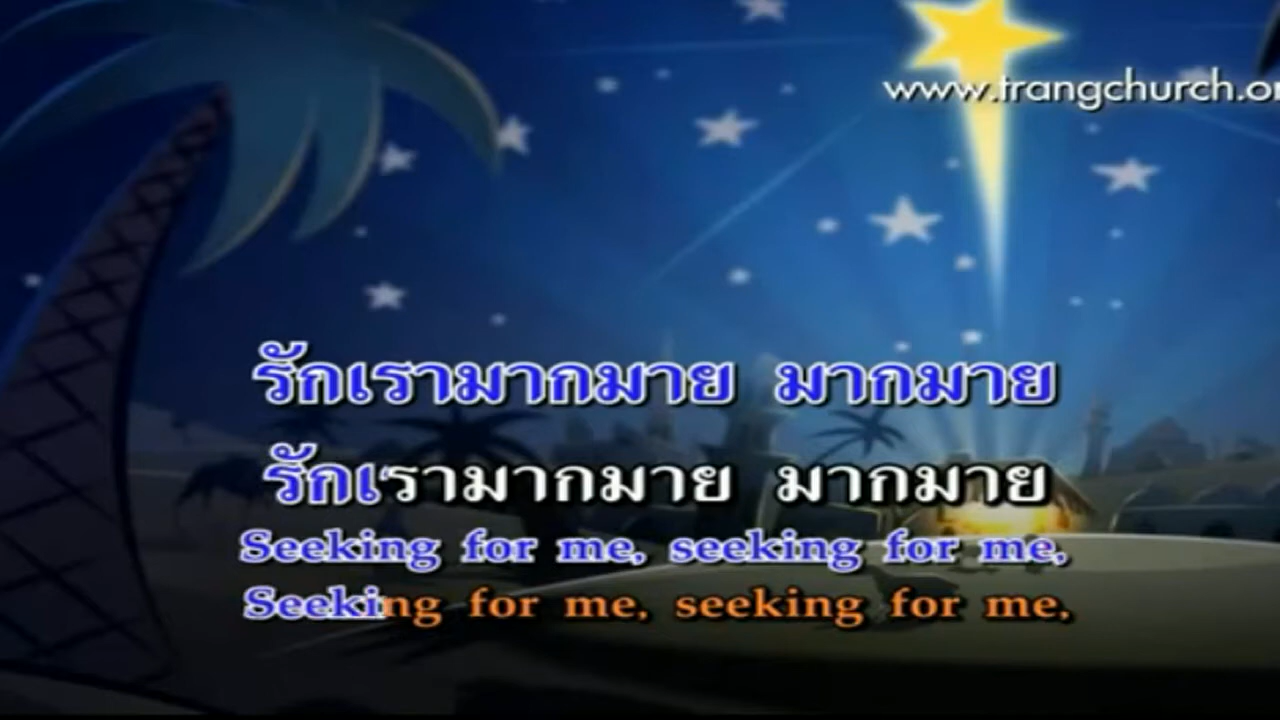 www.trangchurch.or
รักเรามากมาย มากมาย
รักเรามากมาย มากมาย
Seeking for me, seeking for me,
Seeking for me, seeking for me,